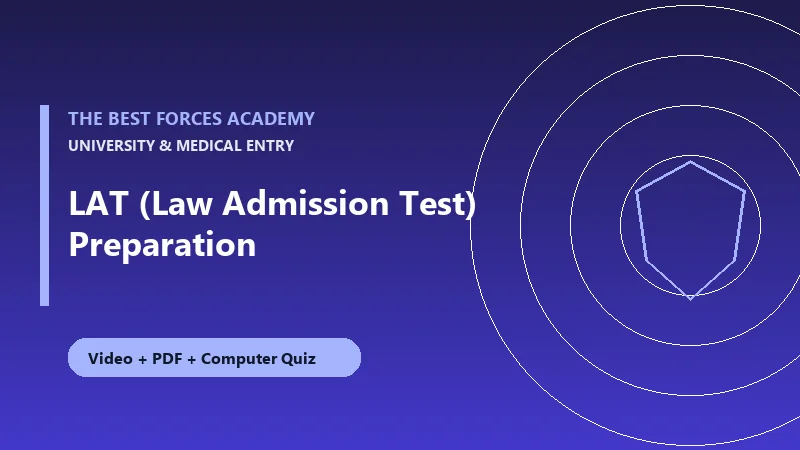 THE BEST FORCES ACADEMY
UNIVERSITY & MEDICAL ENTRY
LAT (Law Admission Test)
Preparation
Video + PDF + Computer Quiz